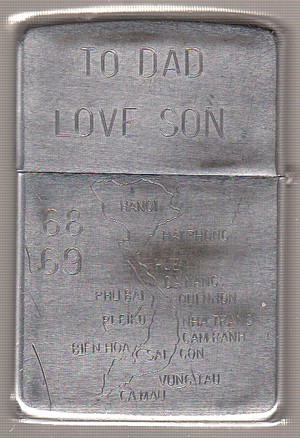 TO DAD
LOVE SON
HANOI
68
HAIPHONG
69
HUE
DA NANG
PHU BAI
QUI NHON
PLEIKU
NHA TRANG
CAM RANH
BIEN HOA
SAI GON
VUNG TAU
CA MAU